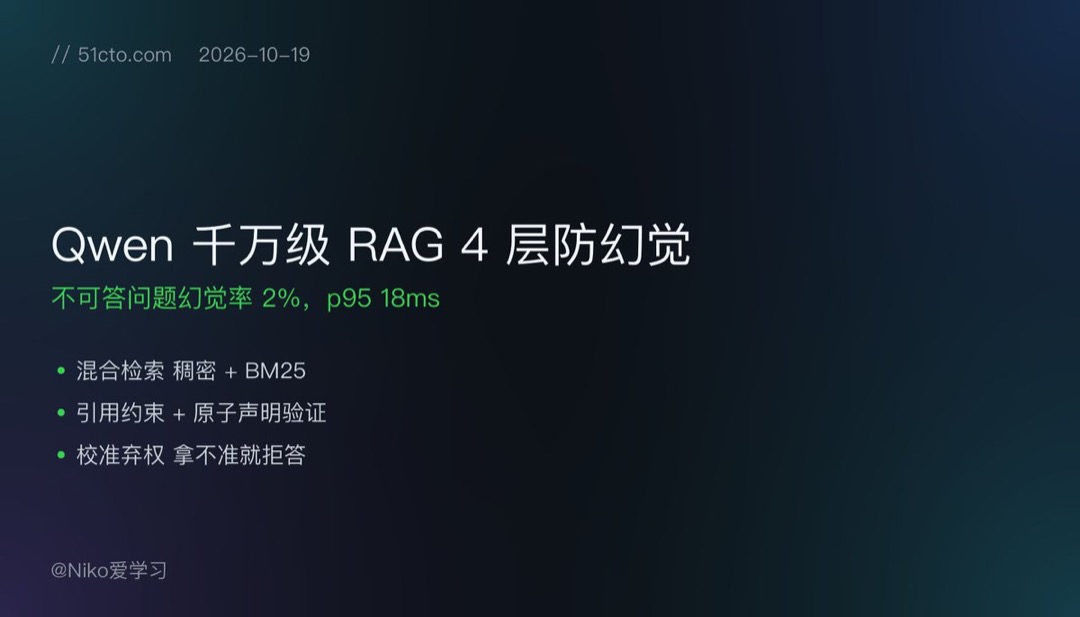 // 51cto.com 2026-10-19
Qwen 千万级 RAG 4 层防幻觉
不可答问题幻觉率 2%，p95 18ms
• 混合检索 稠密 + BM25
• 引用约束 + 原子声明验证
• 校准弃权 拿不准就拒答
@Niko爱学习